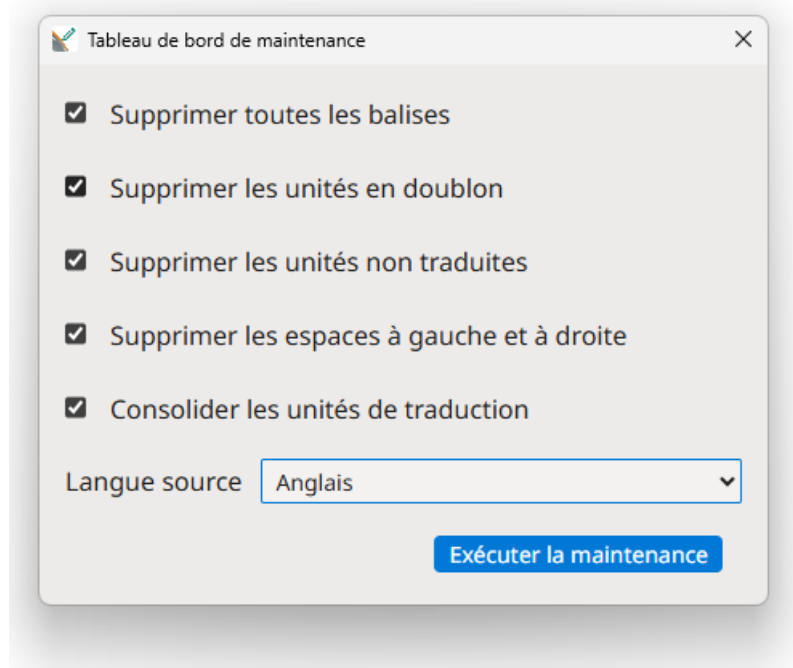 Tableau de bord de maintenance
Supprimer toutes les balises
Supprimer les unités en doublon
Supprimer les unités non traduites
Supprimer les espaces à gauche et à droite
Consolider les unités de traduction
Langue source Anglais
Exécuter la maintenance